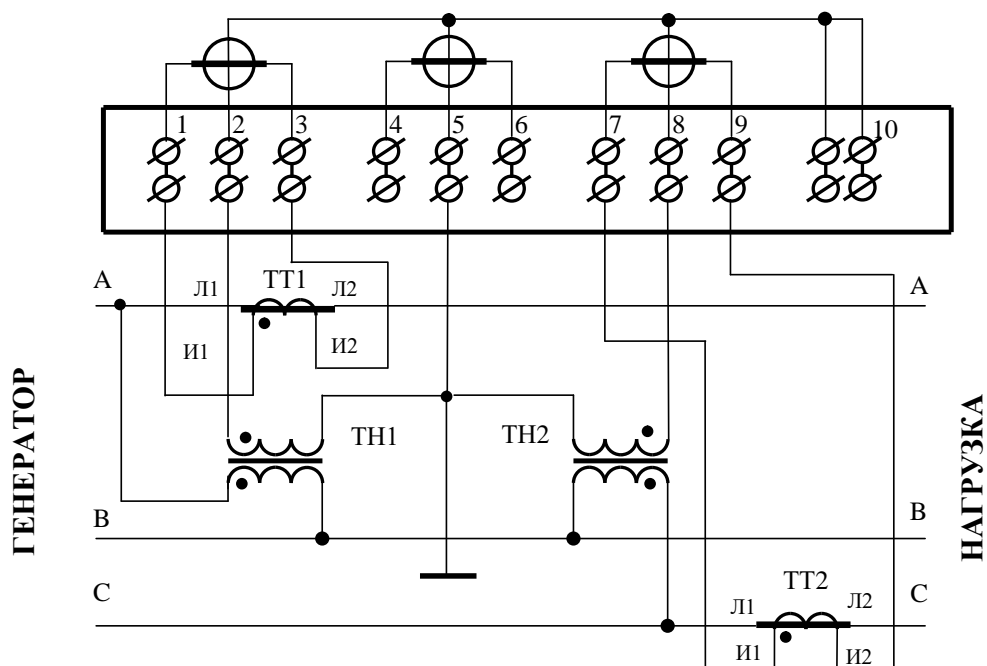 1 2 3 4 5 6 7 8 9 10
A ТТ1 A
Л1 Л2
И1 И2
ТН1 ТН2
B B
C ТТ2 C
Л1 Л2
И1 И2
ГЕНЕРАТОР
НАГРУЗКА